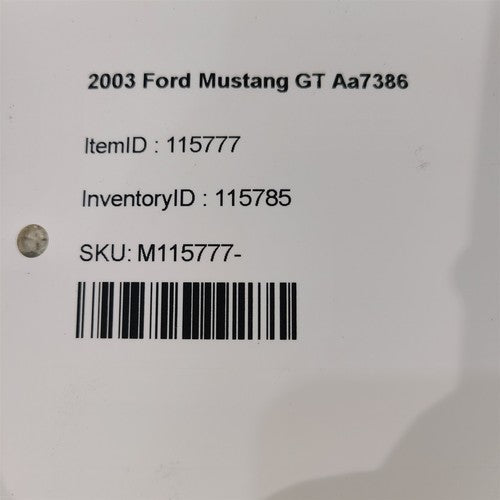 2003 Ford Mustang GT Aa7386
ItemID : 115777
InventoryID : 115785
SKU: M115777-